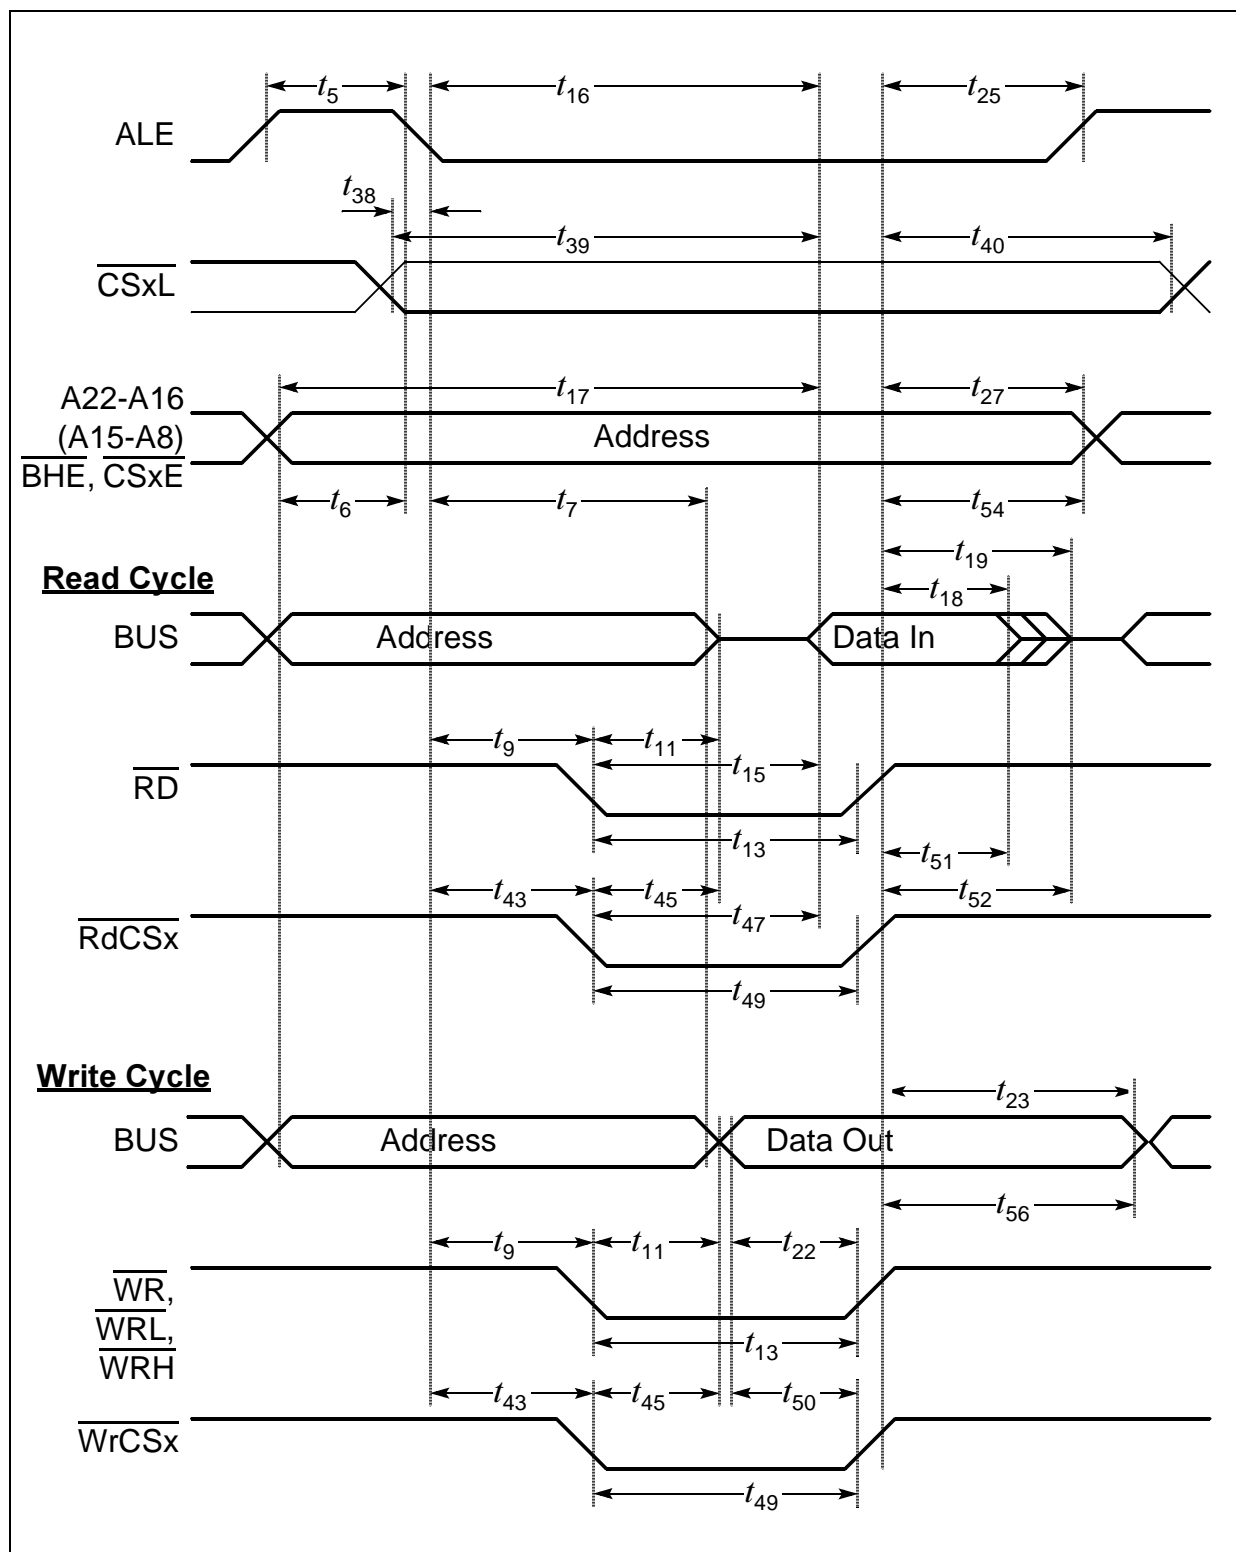 t5 t16 t25
ALE
t38
t39 t40
CSxL
t17 t27
A22-A16
(A15-A8)
Address
BHE, CSxE
t6 t7 t54
t19
Read Cycle
t18
BUS Address Data In
t9 t11
t15
RD
t13
t51
t43 t45 t52
t47
RdCSx
t49
Write Cycle
t23
BUS Address Data Out
t56
t9 t11 t22
WR,
WRL,
t13
WRH
t43 t45 t50
WrCSx
t49